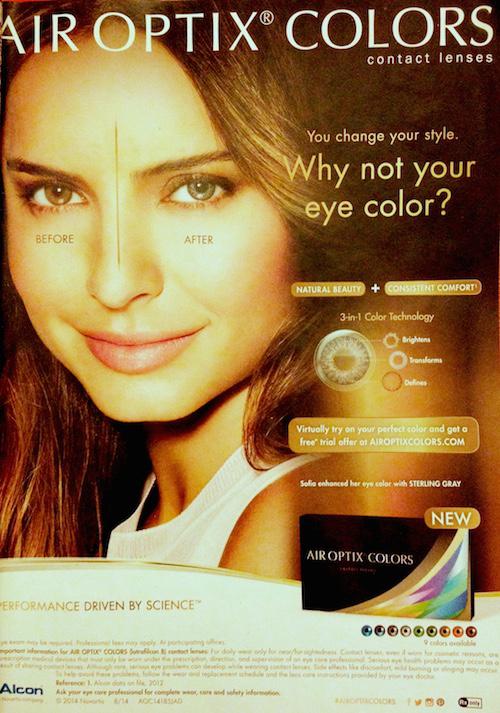 AIR OPTIX® COLORS
contact lenses
You change your style.
Why not your
eye color?
BEFORE
AFTER
NATURAL BEAUTY + CONSISTENT COMFORT¹
3-in-1 Color Technology
Brightens
Transforms
Defines
Virtually try on your perfect color and get a
free* trial offer at AIROPTIXCOLORS.COM
Sofia enhanced her eye color with STERLING GRAY
NEW
AIR OPTIX COLORS
contact lenses
PERFORMANCE DRIVEN BY SCIENCE™
9 colors available
eye exam may be required. Professional fees may apply. At participating offices.
important information for AIR OPTIX® COLORS (lotrafilcon B) contact lenses: For daily wear only for near/farsightedness. Contact lenses, even if worn for cosmetic reasons, are
prescription medical devices that must only be worn under the prescription, direction, and supervision of an eye care professional. Serious eye health problems may occur as a
result of sharing contact lenses. Although rare, serious eye problems can develop while wearing contact lenses. Side effects like discomfort, mild burning or stinging may occur.
To help avoid these problems, follow the wear and replacement schedule and the lens care instructions provided by your eye doctor.
Reference: 1. Alcon data on file, 2012.
Ask your eye care professional for complete wear, care and safety information.
Alcon
a Novartis company
© 2014 Novartis 6/14 AOC14185JAD
#AIROPTIXCOLORS
Rx only